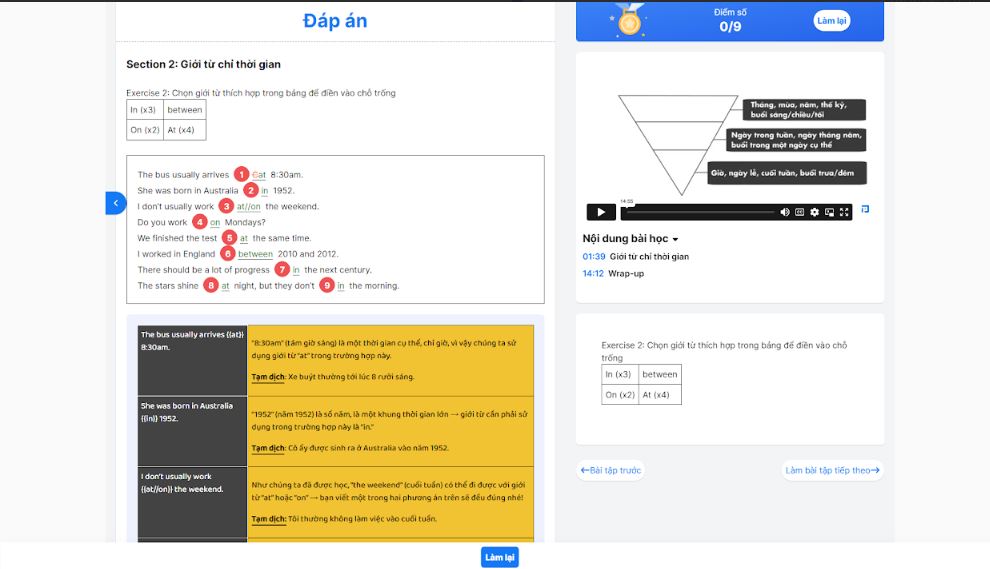 Đáp án
Section 2: Giới từ chỉ thời gian
Exercise 2: Chọn giới từ thích hợp trong bảng để điền vào chỗ trống
In (x3) between
On (x2) At (x4)
The bus usually arrives 1 at 8:30am.
She was born in Australia 2 in 1952.
I don't usually work 3 at//on the weekend.
Do you work 4 on Mondays?
We finished the test 5 at the same time.
I worked in England 6 between 2010 and 2012.
There should be a lot of progress 7 in the next century.
The stars shine 8 at night, but they don't 9 in the morning.
The bus usually arrives {{at}}
8:30am.
"8:30am" (tám giờ sáng) là một thời gian cụ thể, chỉ giờ, vì vậy chúng ta sử
dụng giới từ "at" trong trường hợp này.
Tạm dịch: Xe buýt thường tới lúc 8 rưỡi sáng.
She was born in Australia
{{in}} 1952.
"1952" (năm 1952) là số năm, là một khung thời gian lớn → giới từ cần phải sử
dụng trong trường hợp này là "in."
Tạm dịch: Cô ấy được sinh ra ở Australia vào năm 1952.
I don't usually work
{{at//on}} the weekend.
Như chúng ta đã được học, "the weekend" (cuối tuần) có thể đi được với giới
từ "at" hoặc "on" → bạn viết một trong hai phương án trên sẽ đều đúng nhé!
Tạm dịch: Tôi thường không làm việc vào cuối tuần.
Điểm số
0/9
Làm lại
Tháng, mùa, năm, thế kỷ,
buổi sáng/chiều/tối
Ngày trong tuần, ngày tháng năm,
buổi trong một ngày cụ thể
Giờ, ngày lễ, cuối tuần, buổi trưa/đêm
14:55
Nội dung bài học
01:39 Giới từ chỉ thời gian
14:12 Wrap-up
Exercise 2: Chọn giới từ thích hợp trong bảng để điền vào chỗ
trống
In (x3) between
On (x2) At (x4)
←Bài tập trước
Làm bài tập tiếp theo→
Làm lại